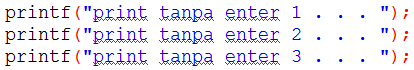 printf("print tanpa enter 1 . . . ");
printf("print tanpa enter 2 . . . ");
printf("print tanpa enter 3 . . . ");